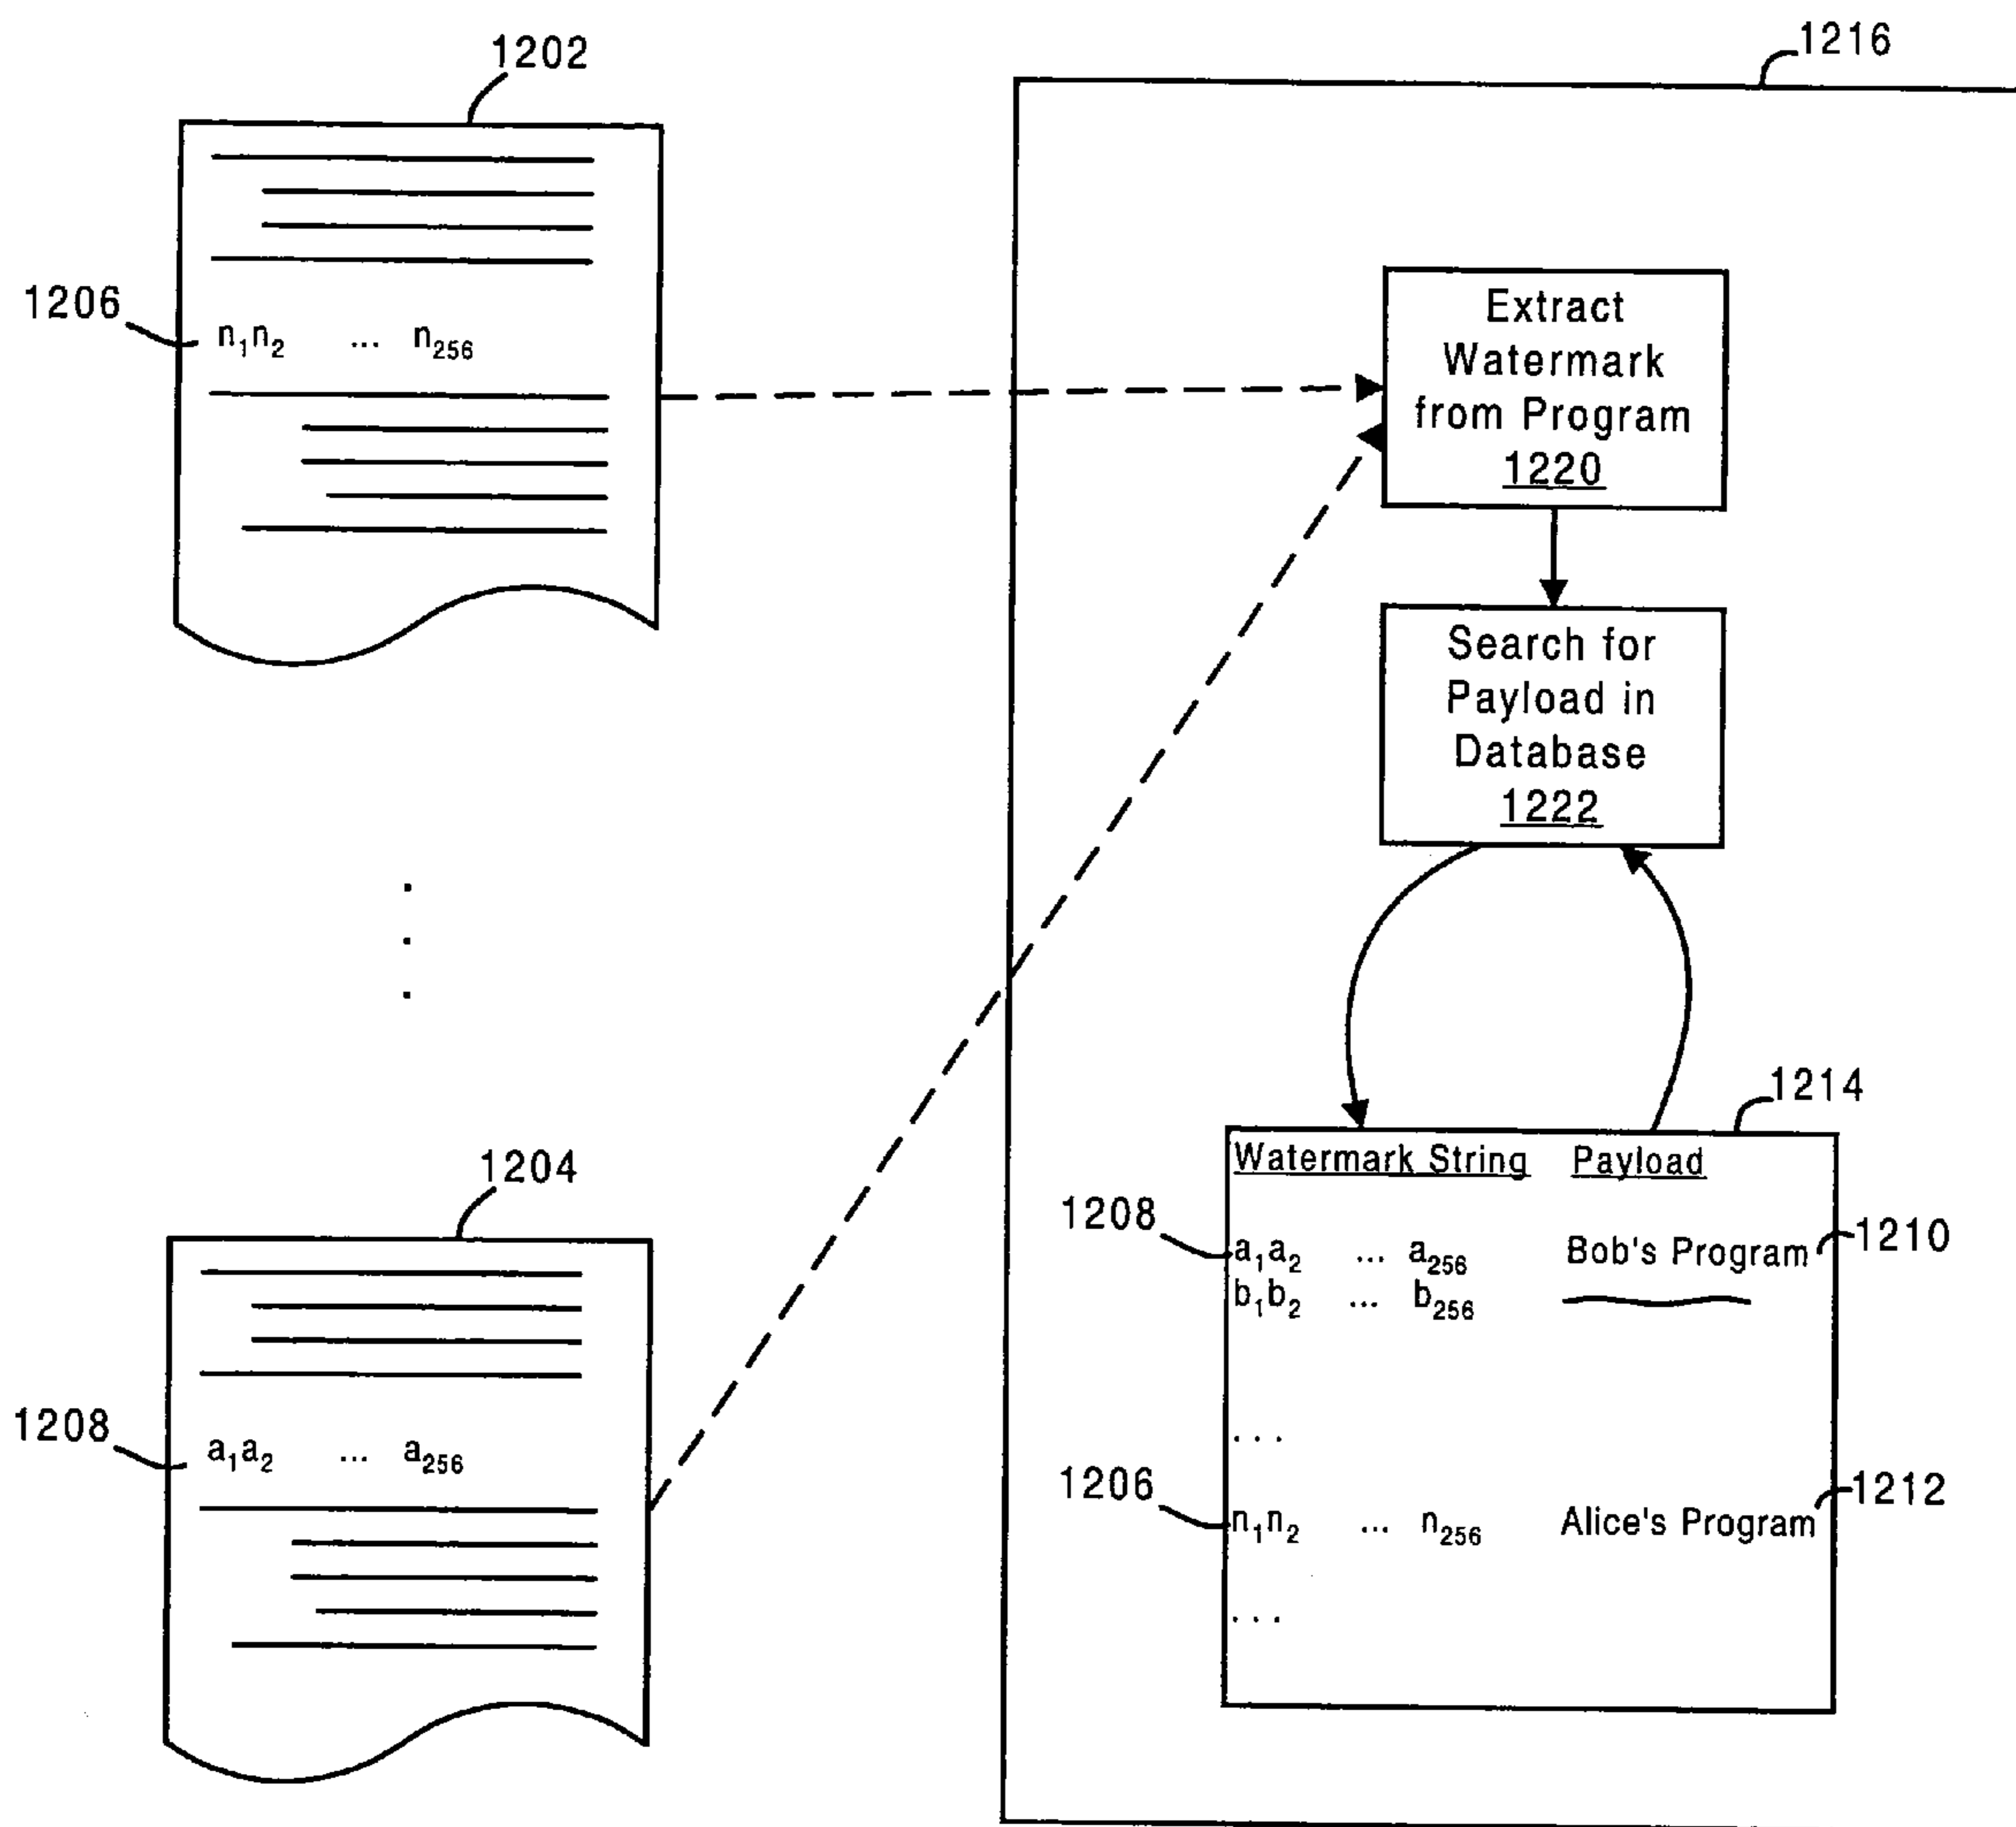 1202
1216
1206
n₁n₂ ... n₂₅₆
Extract
Watermark
from Program
1220
Search for
Payload in
Database
1222
1204
1208
a₁a₂ ... a₂₅₆
1214
Watermark String Payload
1208
a₁a₂ ... a₂₅₆ Bob's Program
1210
b₁b₂ ... b₂₅₆
...
1206
n₁n₂ ... n₂₅₆ Alice's Program
1212
...